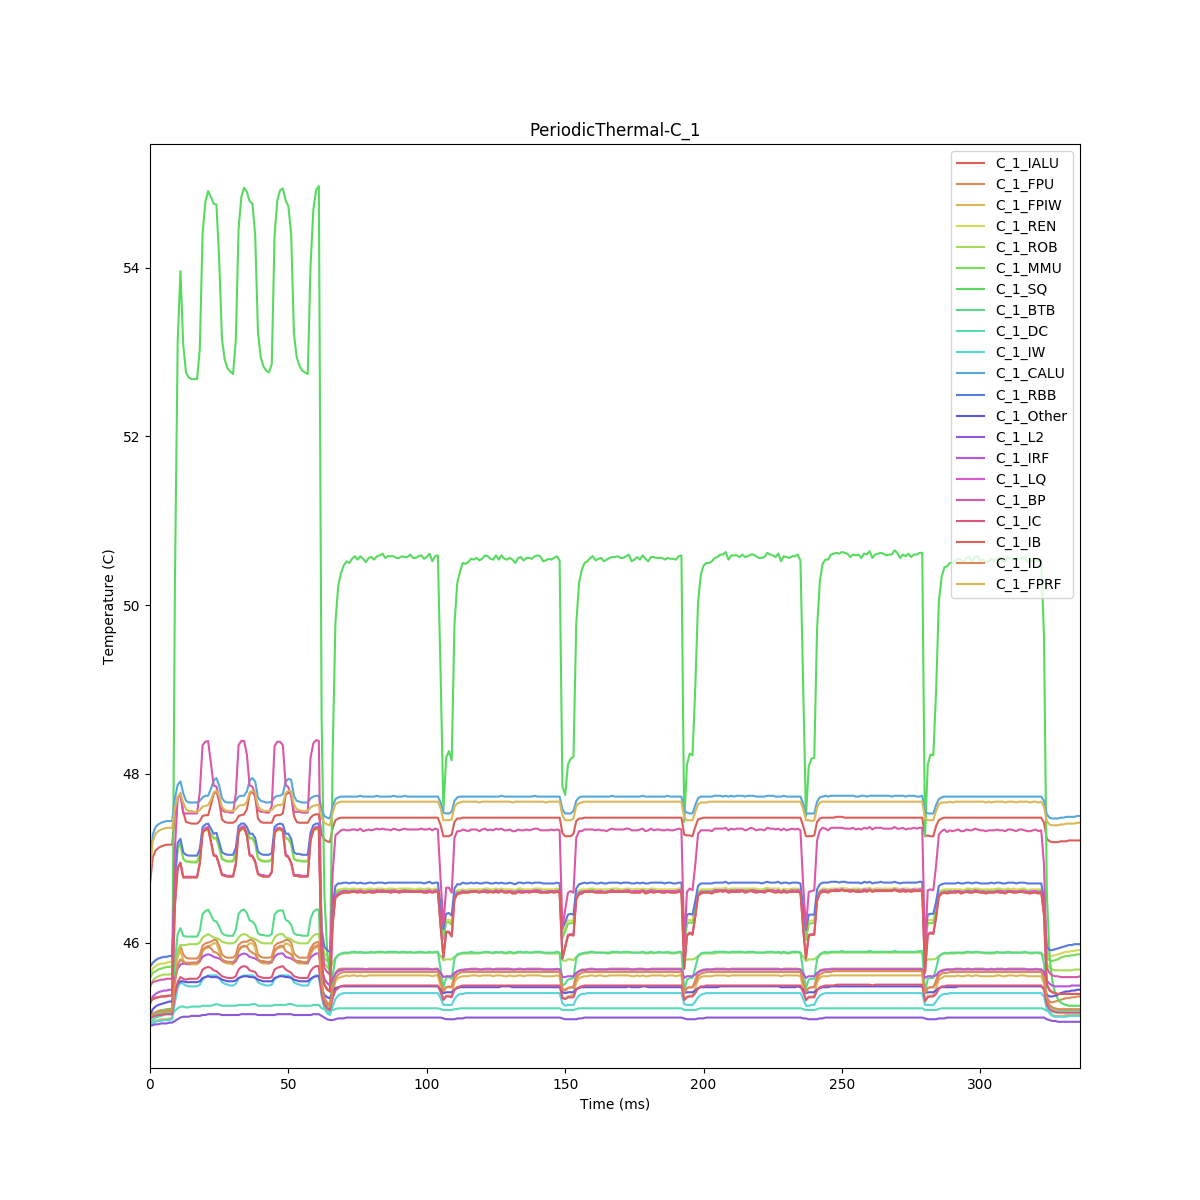 PeriodicThermal-C_1
Temperature (C)
54
52
50
48
46
0
50
100
150
200
250
300
Time (ms)
C_1_IALU
C_1_FPU
C_1_FPIW
C_1_REN
C_1_ROB
C_1_MMU
C_1_SQ
C_1_BTB
C_1_DC
C_1_IW
C_1_CALU
C_1_RBB
C_1_Other
C_1_L2
C_1_IRF
C_1_LQ
C_1_BP
C_1_IC
C_1_IB
C_1_ID
C_1_FPRF